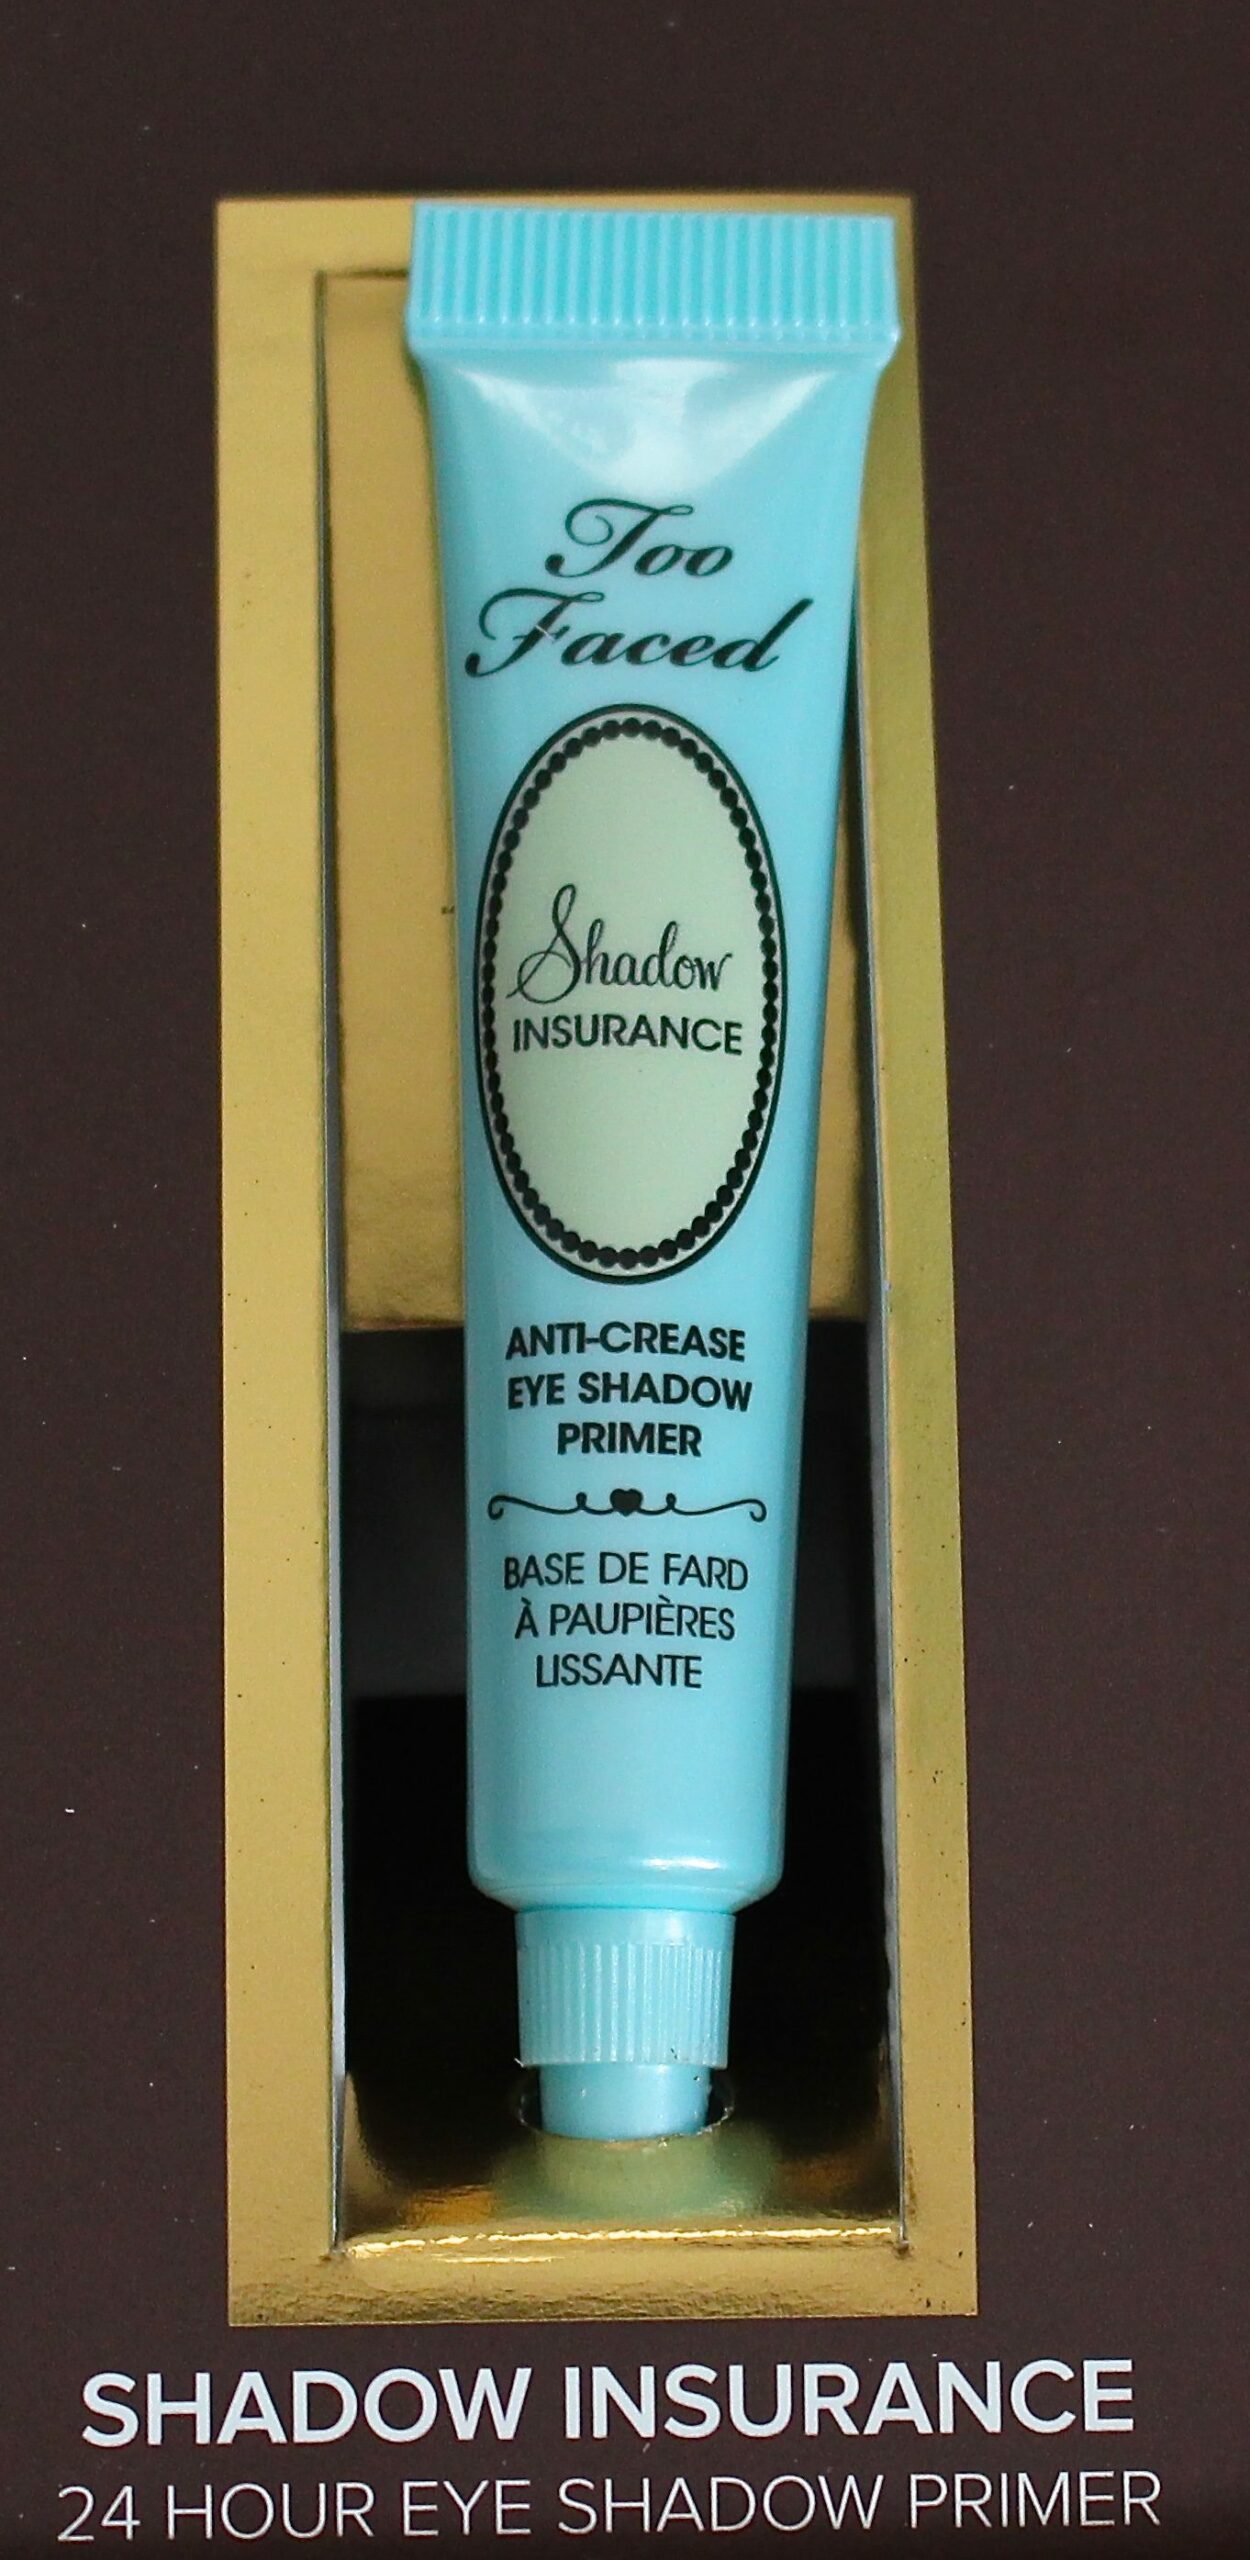 Too
Faced
Shadow
INSURANCE
ANTI-CREASE
EYE SHADOW
PRIMER
BASE DE FARD
À PAUPIÈRES
LISSANTE
SHADOW INSURANCE
24 HOUR EYE SHADOW PRIMER